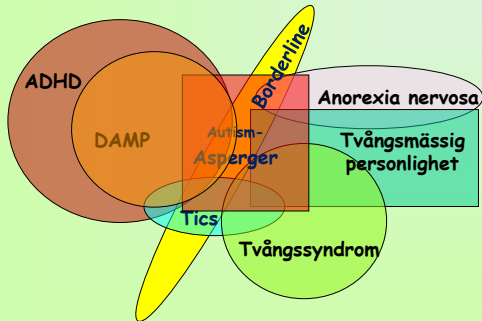 ADHD
Borderline
Anorexia nervosa
DAMP
Autism-
Asperger
Tvångsmässig
personlighet
Tics
Tvångssyndrom